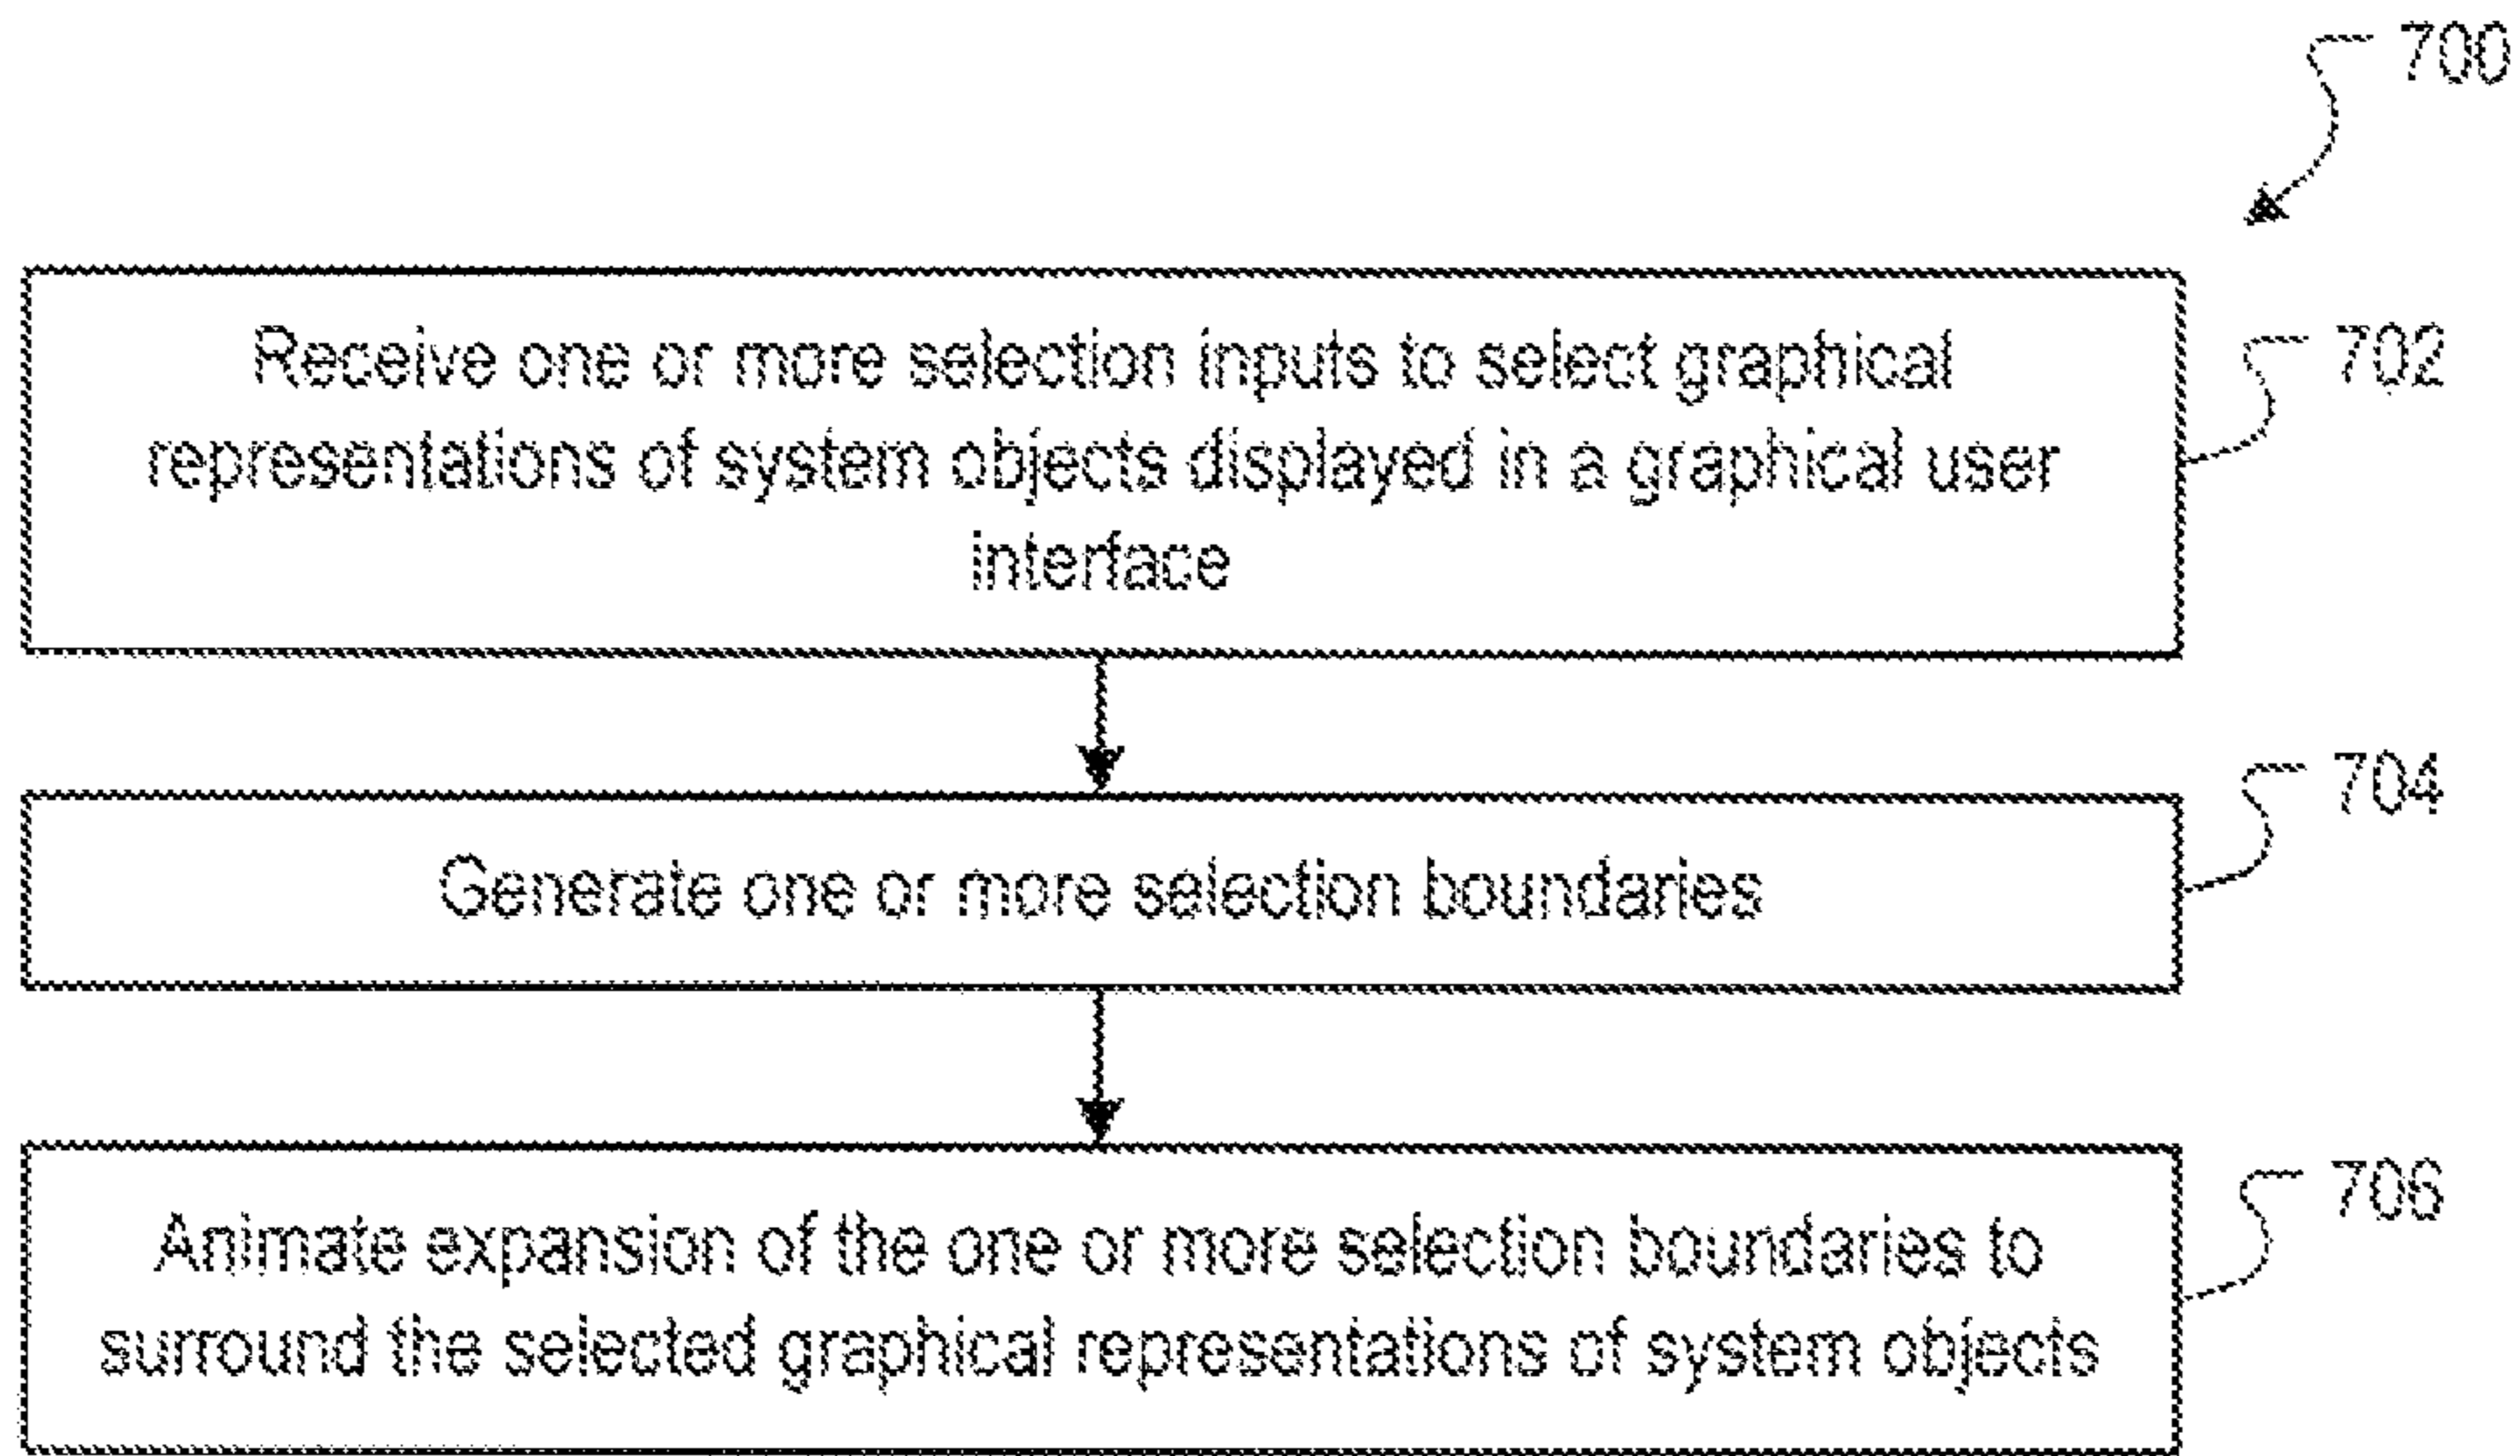 700
Receive one or more selection inputs to select graphical
702
representations of system objects displayed in a graphical user
interface
704
Generate one or more selection boundaries
706
Animate expansion of the one or more selection boundaries to
surround the selected graphical representations of system objects